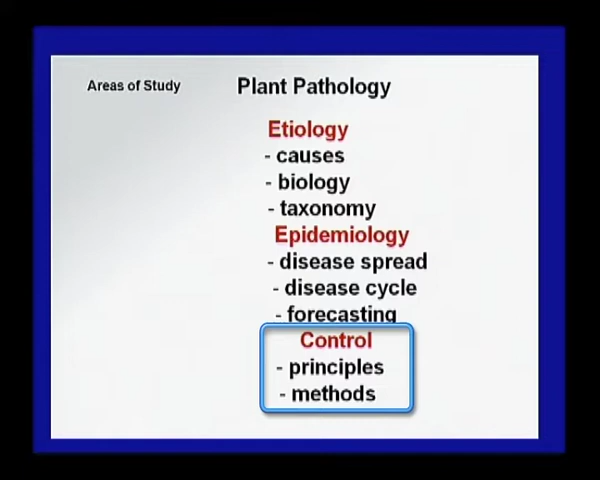 Areas of Study
Plant Pathology
Etiology
- causes
- biology
- taxonomy
Epidemiology
- disease spread
- disease cycle
- forecasting
Control
- principles
- methods